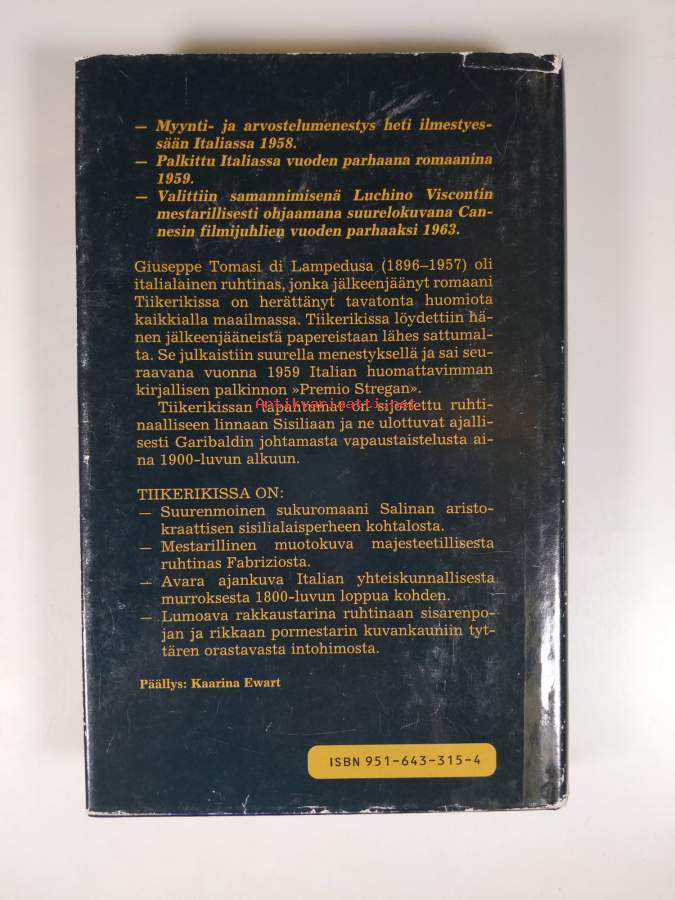 — Myynti- ja arvostelumenestys heti ilmestyes-
sään Italiassa 1958.
— Palkittu Italiassa vuoden parhaana romaanina
1959.
— Valittiin samannimisenä Luchino Viscontin
mestarillisesti ohjaamana suurelokuvana Can-
nesin filmijuhlien vuoden parhaaksi 1963.
Giuseppe Tomasi di Lampedusa (1896–1957) oli
italialainen ruhtinas, jonka jälkeenjäänyt romaani
Tiikerikissa on herättänyt tavatonta huomiota
kaikkialla maailmassa. Tiikerikissa löydettiin hä-
nen jälkeenjääneistä papereistaan lähes sattumal-
ta. Se julkaistiin suurella menestyksellä ja sai seu-
raavana vuonna 1959 Italian huomattavimman
kirjallisen palkinnon »Premio Stregan».
Antikvariaatti.net
Tiikerikissan tapahtumat on sijoitettu ruhti-
naalliseen linnaan Sisiliaan ja ne ulottuvat ajalli-
sesti Garibaldin johtamasta vapaustaistelusta ai-
na 1900-luvun alkuun.
TIIKERIKISSA ON:
— Suurenmoinen sukuromaani Salinan aristo-
kraattisen sisilialaisperheen kohtalosta.
— Mestarillinen muotokuva majesteetillisesta
ruhtinas Fabriziosta.
— Avara ajankuva Italian yhteiskunnallisesta
murroksesta 1800-luvun loppua kohden.
— Lumoava rakkaustarina ruhtinaan sisarenpo-
jan ja rikkaan pormestarin kuvankauniin tyt-
tären orastavasta intohimosta.
Päällys: Kaarina Ewart
ISBN 951-643-315-4